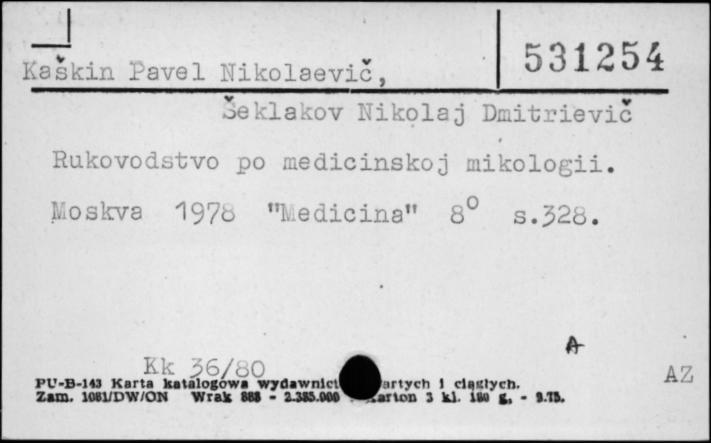 531254
Kaškin Pavel Nikolaevič,
Šeklakov Nikolaj Dmitrievič
Rukovodstvo po medicinskoj mikologii.
Moskva 1978 "Medicina" 8° s.328.
A
Kk 36/80
AZ
PU-B-143 Karta katalogowa wydawnict artych i ciągłych.
Zam. 1081/DW/ON Wrak 888 - 2.385.000 karton 3 kl. 180 g, - 9.75.